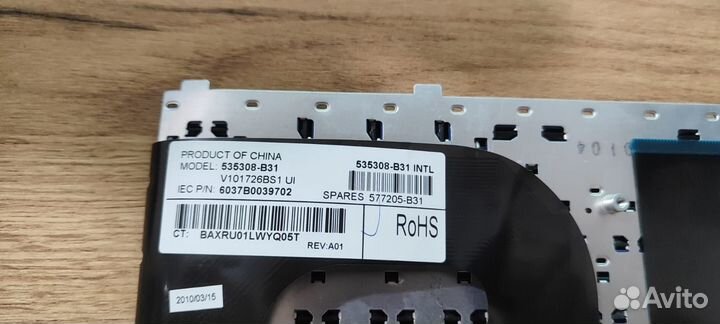 PRODUCT OF CHINA
MODEL: 535308-B31
V101726BS1 UI
IEC P/N: 6037B0039702
535308-B31 INTL
SPARES 577205-B31
CT: BAXRU01LWYQ05T
REV:A01
RoHS
2010/03/15
Avito